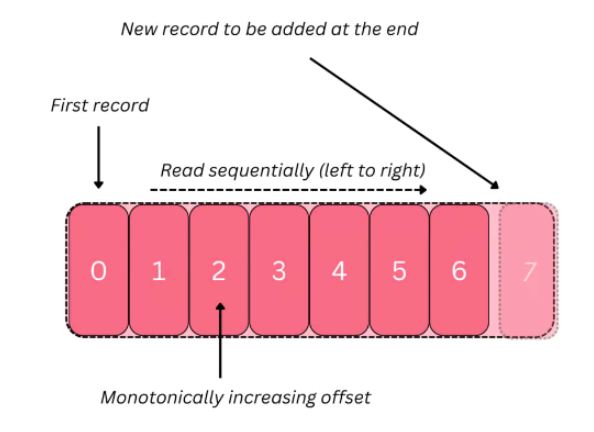 New record to be added at the end
First record
Read sequentially (left to right)
0 1 2 3 4 5 6 7
Monotonically increasing offset